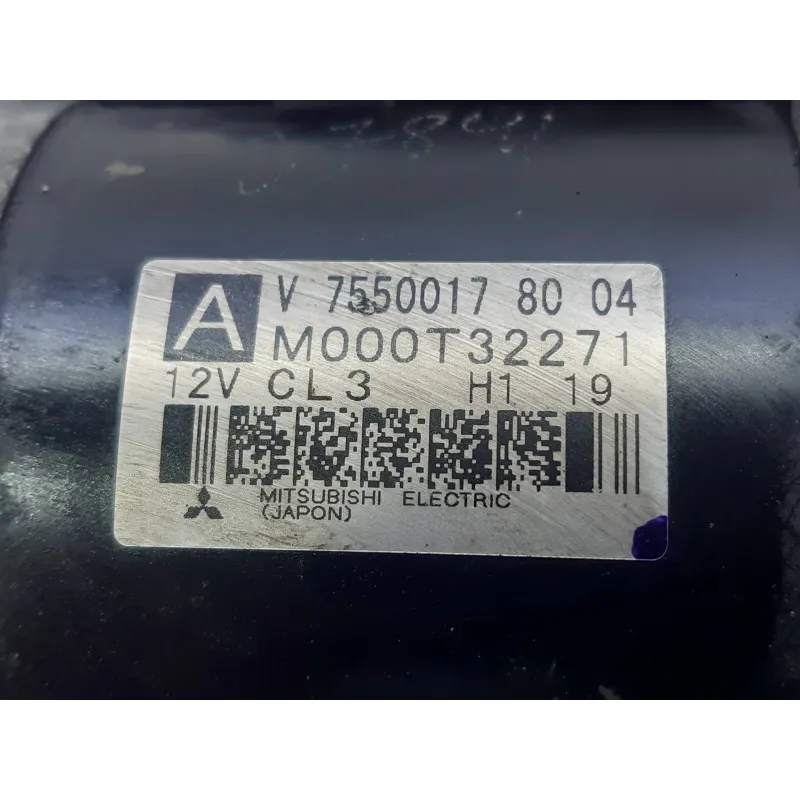 A V 7550017 80 04
M000T32271
12V CL3 H1 19
MITSUBISHI ELECTRIC
(JAPON)